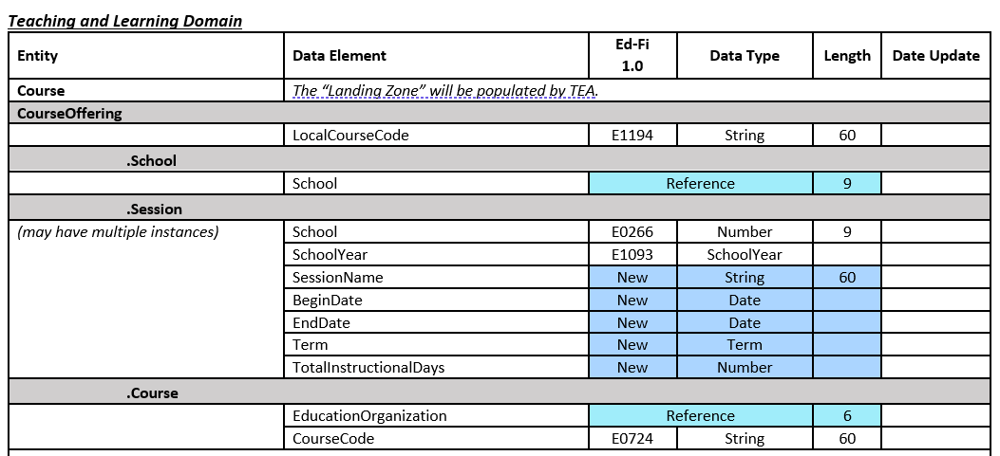 Teaching and Learning Domain
Entity Data Element Ed-Fi 1.0 Data Type Length Date Update
Course The “Landing Zone” will be populated by TEA.
CourseOffering
LocalCourseCode E1194 String 60
.School
School Reference 9
.Session
(may have multiple instances) School E0266 Number 9
SchoolYear E1093 SchoolYear
SessionName New String 60
BeginDate New Date
EndDate New Date
Term New Term
TotalInstructionalDays New Number
.Course
EducationOrganization Reference 6
CourseCode E0724 String 60